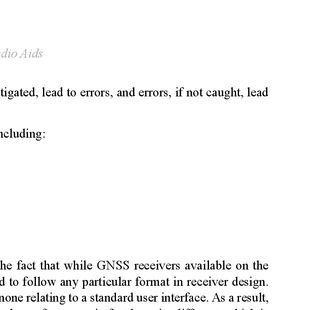 dio Aids
tigated, lead to errors, and errors, if not caught, lead
ncluding:
he fact that while GNSS receivers available on the
d to follow any particular format in receiver design.
none relating to a standard user interface. As a result,